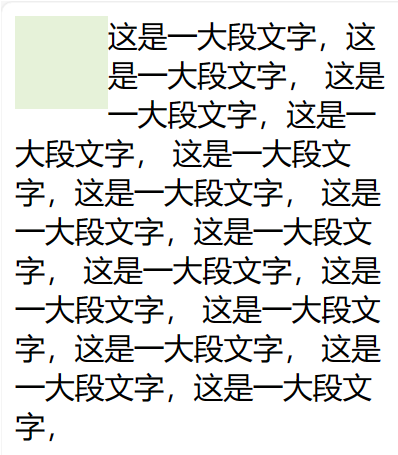 这是一大段文字，这
是一大段文字， 这是
一大段文字，这是一
大段文字， 这是一大段文
字，这是一大段文字， 这是
一大段文字，这是一大段文
字， 这是一大段文字，这是
一大段文字， 这是一大段文
字，这是一大段文字， 这是
一大段文字，这是一大段文
字，